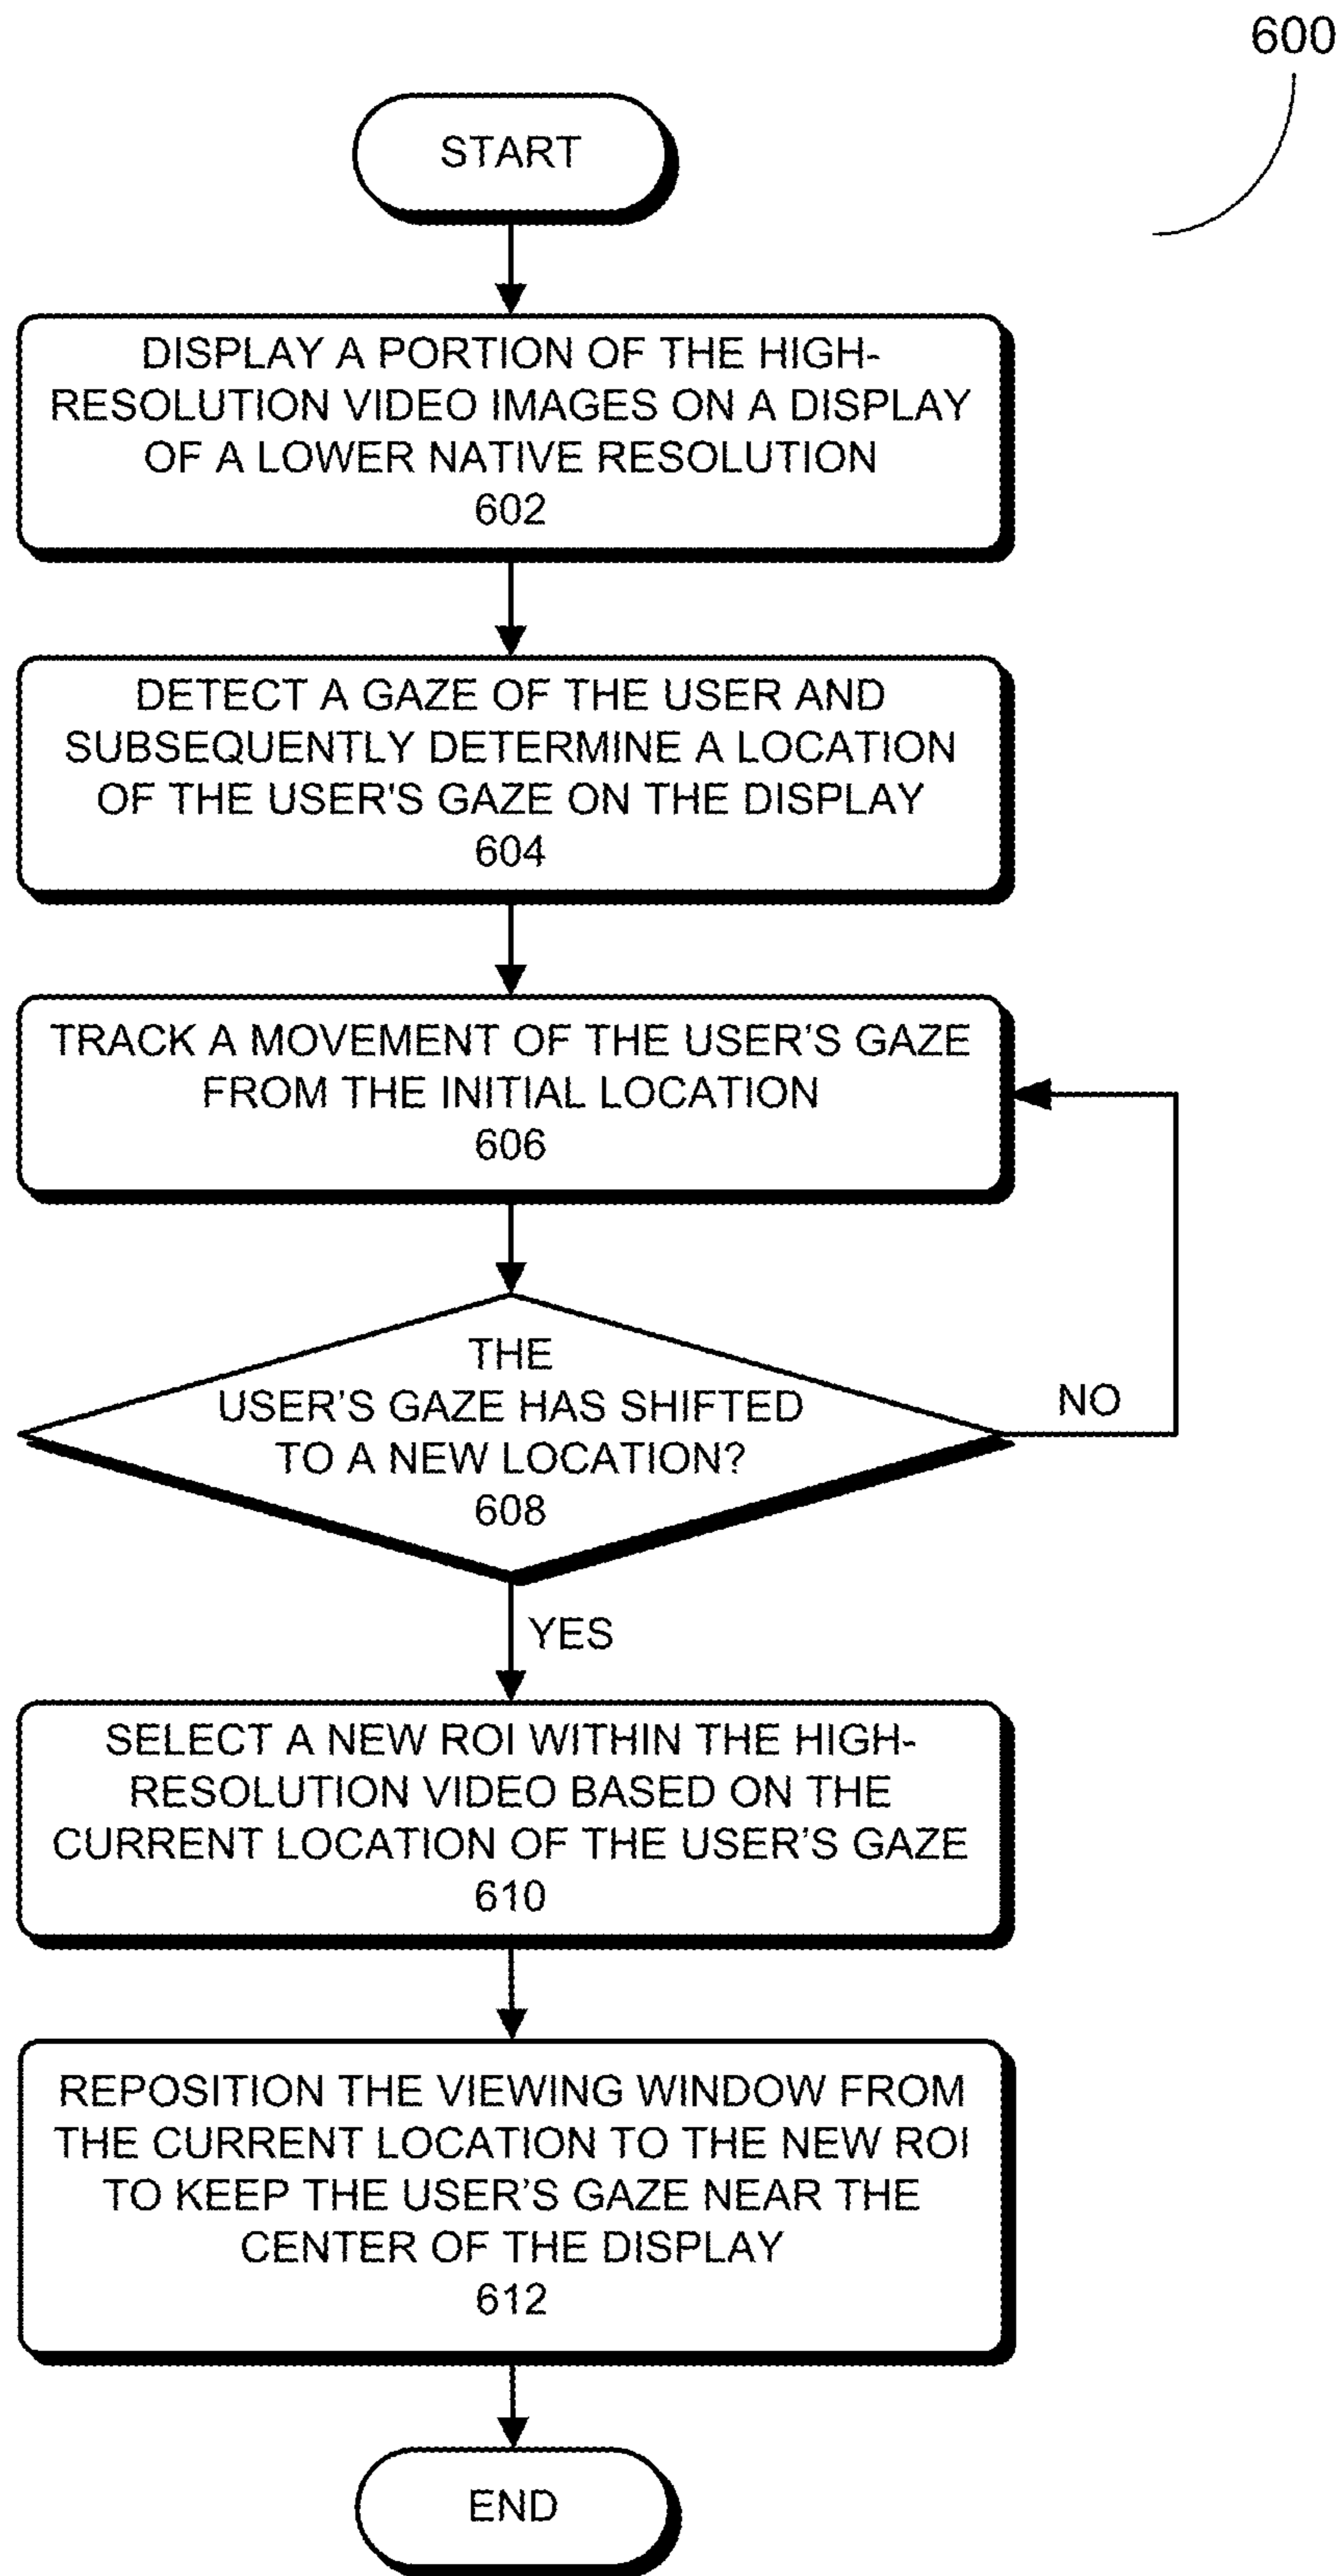 600
START
DISPLAY A PORTION OF THE HIGH-
RESOLUTION VIDEO IMAGES ON A DISPLAY
OF A LOWER NATIVE RESOLUTION
602
DETECT A GAZE OF THE USER AND
SUBSEQUENTLY DETERMINE A LOCATION
OF THE USER'S GAZE ON THE DISPLAY
604
TRACK A MOVEMENT OF THE USER'S GAZE
FROM THE INITIAL LOCATION
606
THE
USER'S GAZE HAS SHIFTED
TO A NEW LOCATION?
608
NO
YES
SELECT A NEW ROI WITHIN THE HIGH-
RESOLUTION VIDEO BASED ON THE
CURRENT LOCATION OF THE USER'S GAZE
610
REPOSITION THE VIEWING WINDOW FROM
THE CURRENT LOCATION TO THE NEW ROI
TO KEEP THE USER'S GAZE NEAR THE
CENTER OF THE DISPLAY
612
END